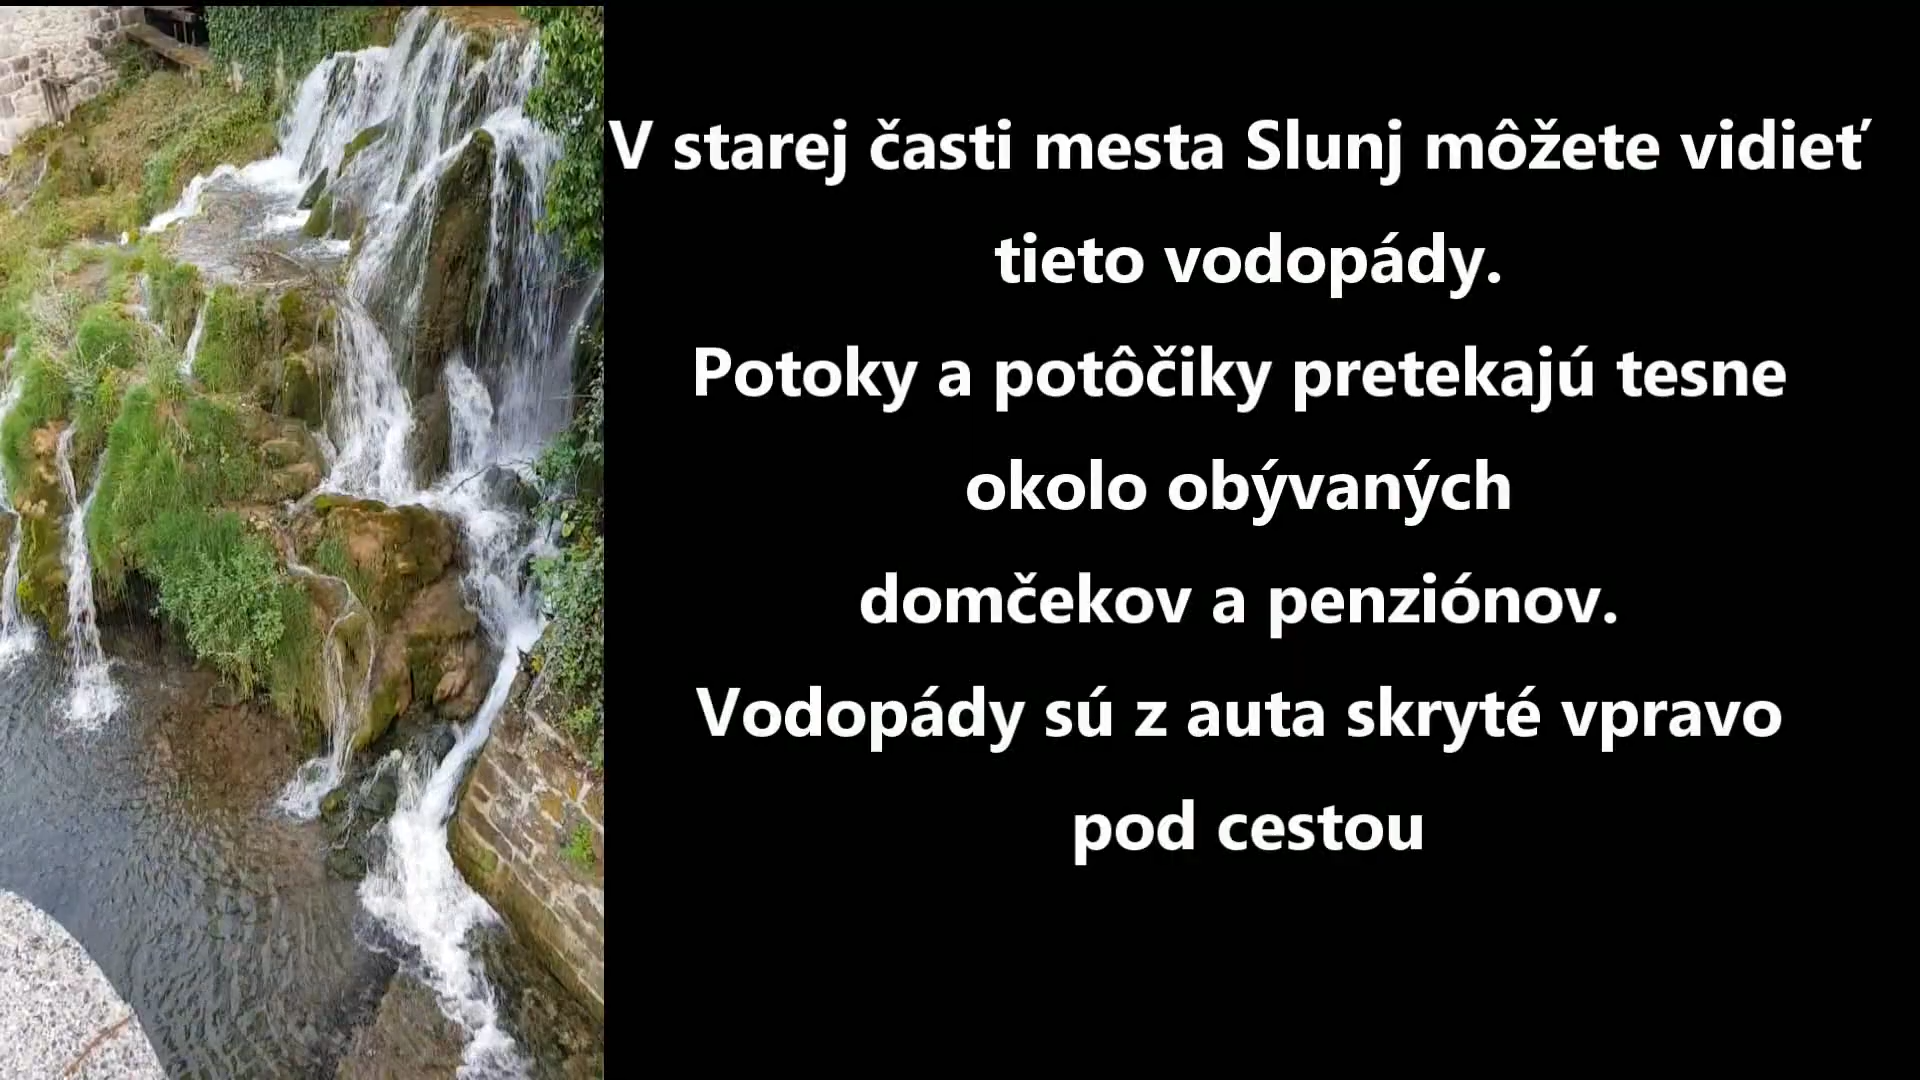 V starej časti mesta Slunj môžete vidieť
tieto vodopády.
Potoky a potôčiky pretekajú tesne
okolo obývaných
domčekov a penziónov.
Vodopády sú z auta skryté vpravo
pod cestou